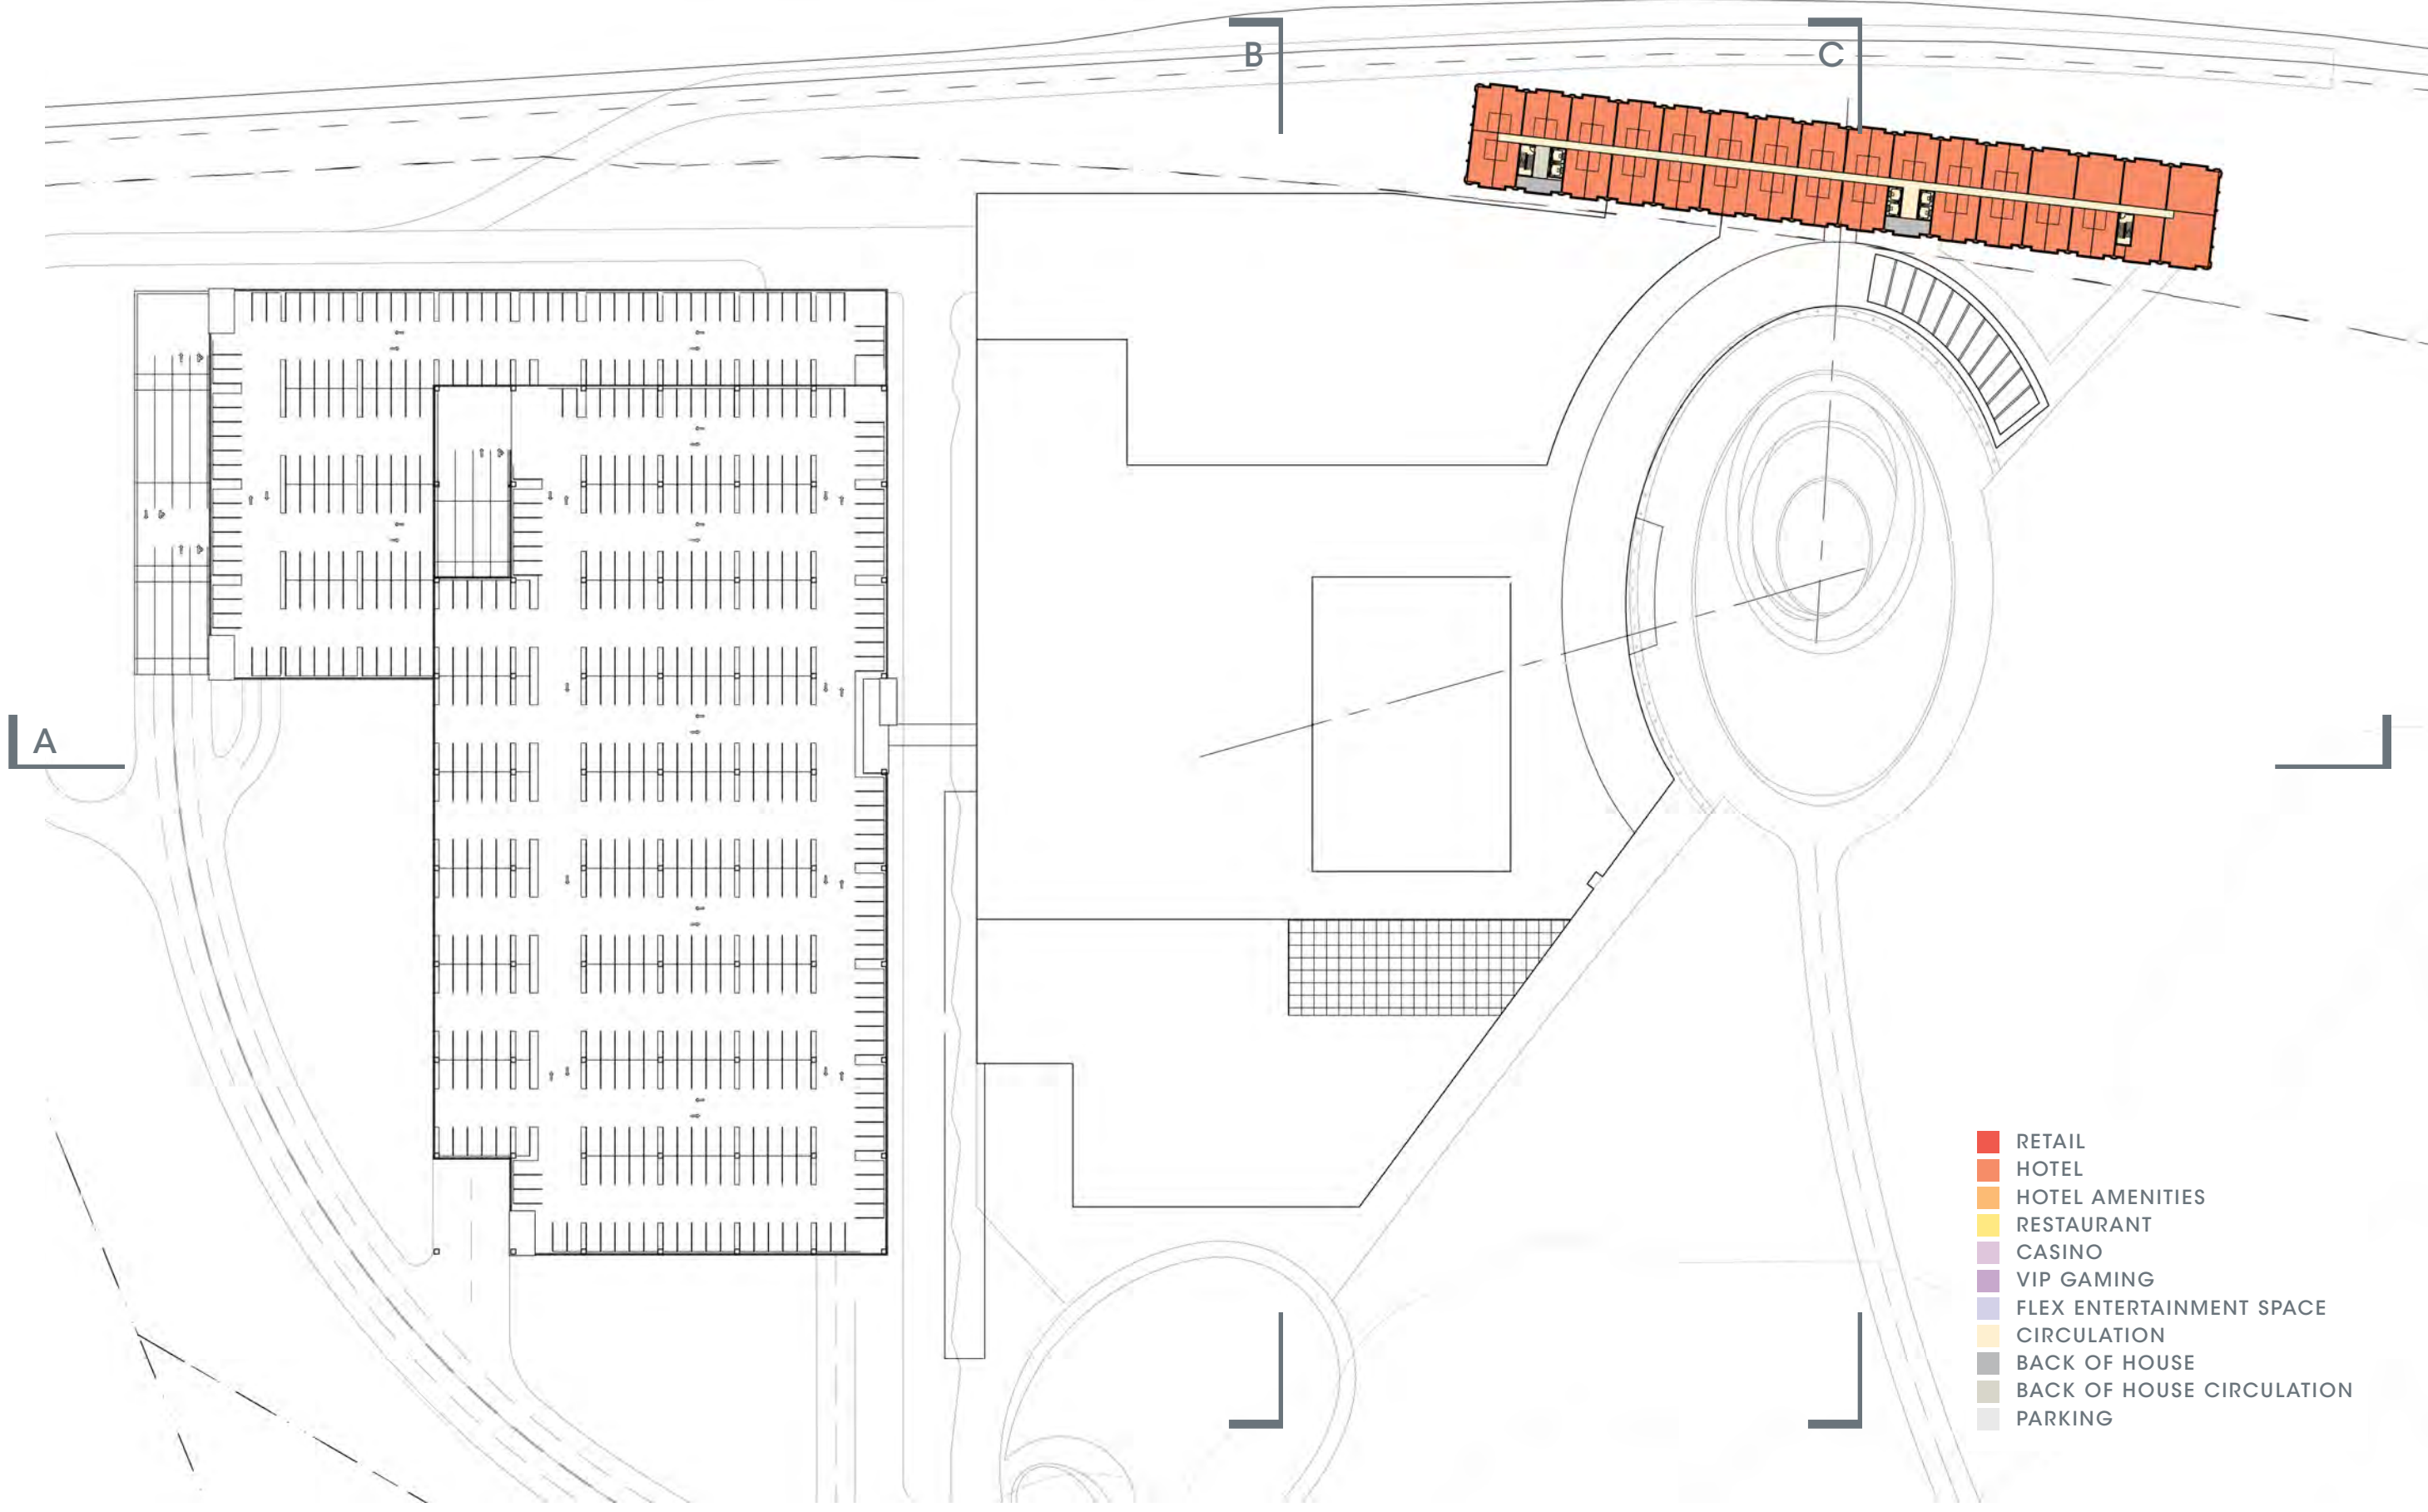 B
C
A
RETAIL
HOTEL
HOTEL AMENITIES
RESTAURANT
CASINO
VIP GAMING
FLEX ENTERTAINMENT SPACE
CIRCULATION
BACK OF HOUSE
BACK OF HOUSE CIRCULATION
PARKING